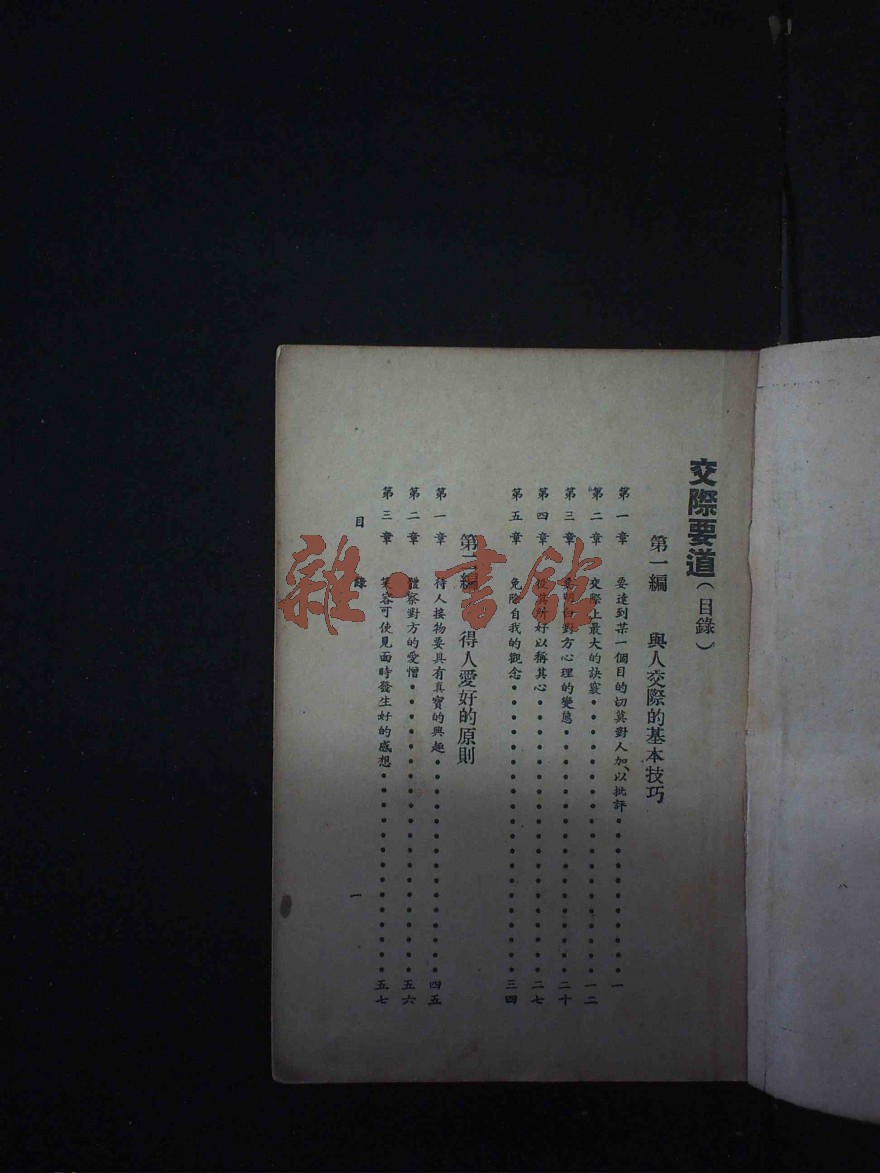 交際要道（目錄）
第一編 與人交際的基本技巧
第一章 要達到某一個目的切莫對人加以批評・・・・・・・・・・・一
第二章 交際上最大的訣竅・・・・・・・・・・・・・・・一二
第三章 要明白對方心理的變態・・・・・・・・・・・・・二十
第四章 投其所好以稱其心・・・・・・・・・・・・・・・二七
第五章 免除自我的觀念・・・・・・・・・・・・・・・・三四
第二編 得人愛好的原則
第一章 待人接物要具有真實的興趣・・・・・・・・・・・四五
第二章 體察對方的愛憎・・・・・・・・・・・・・・・・五六
第三章 笑容可使見面時發生好的感想・・・・・・・・・・・五七
目錄 一
雜・書館